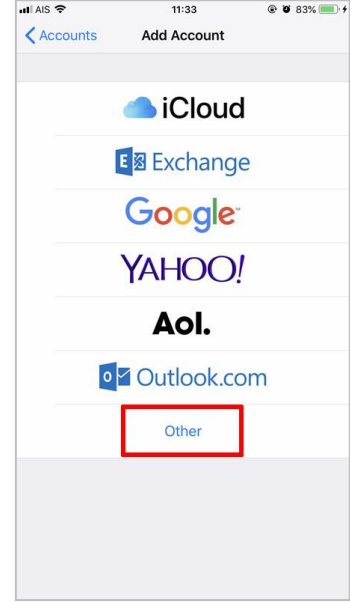 AIS 11:33 83%
Accounts Add Account
iCloud
E Exchange
Google
YAHOO!
Aol.
o Outlook.com
Other